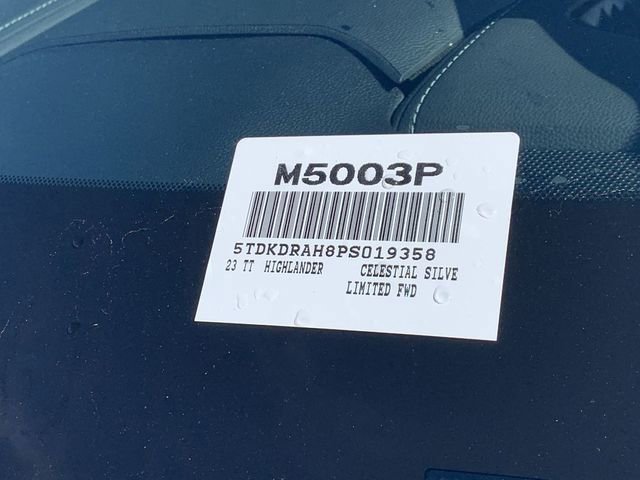 M5003P
5TDKDRAH8PS019358
23 TT HIGHLANDER CELESTIAL SILVE
LIMITED FWD